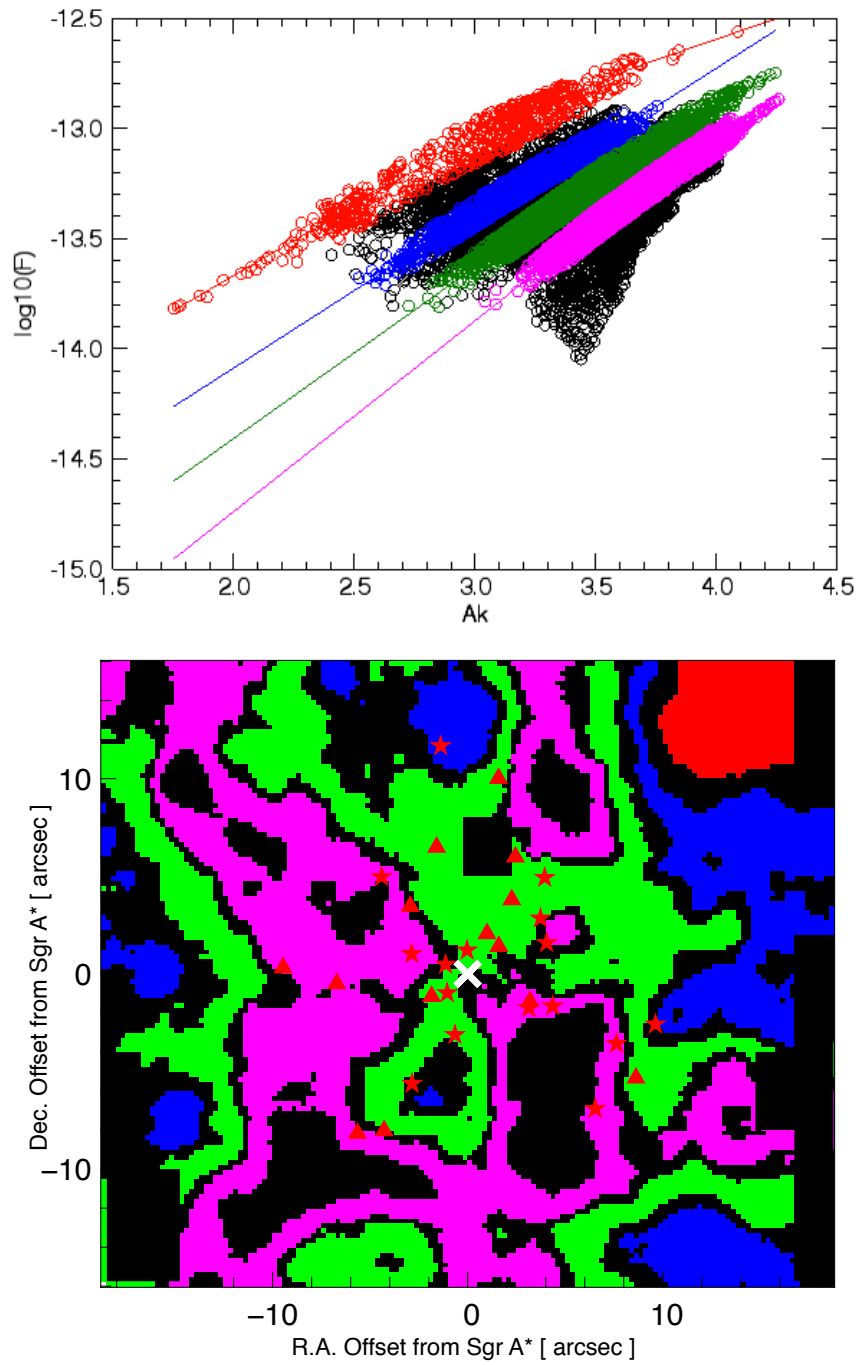 -12.5
-13.0
-13.5
-14.0
-14.5
-15.0
log10(F)
1.5 2.0 2.5 3.0 3.5 4.0 4.5
Ak
10
0
−10
Dec. Offset from Sgr A* [ arcsec ]
−10 0 10
R.A. Offset from Sgr A* [ arcsec ]